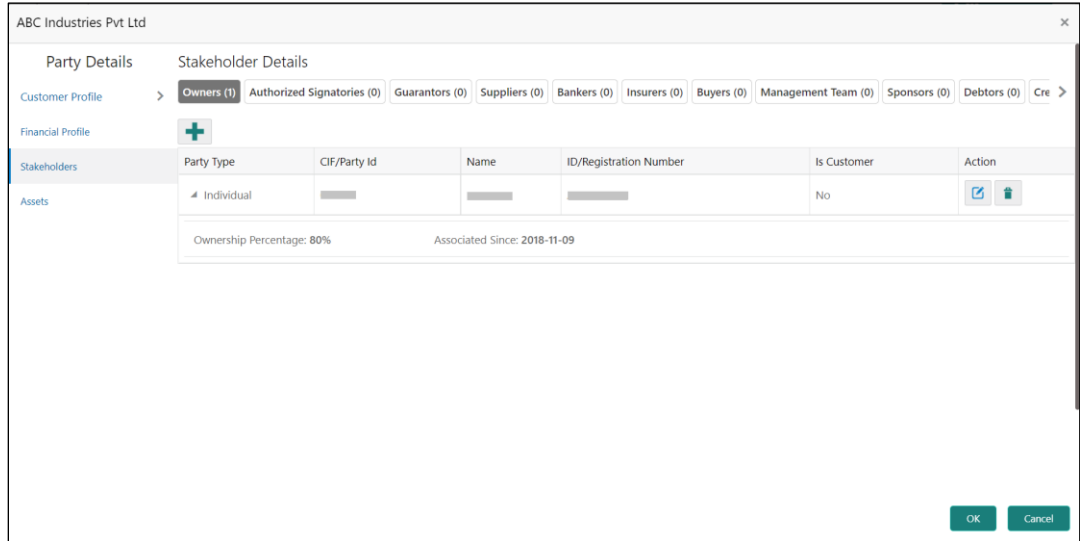 ABC Industries Pvt Ltd
Party Details
Customer Profile
Financial Profile
Stakeholders
Assets
Stakeholder Details
Owners (1) Authorized Signatories (0) Guarantors (0) Suppliers (0) Bankers (0) Insurers (0) Buyers (0) Management Team (0) Sponsors (0) Debtors (0) Cre
Party Type CIF/Party Id Name ID/Registration Number Is Customer Action
Individual No
Ownership Percentage: 80% Associated Since: 2018-11-09
OK Cancel